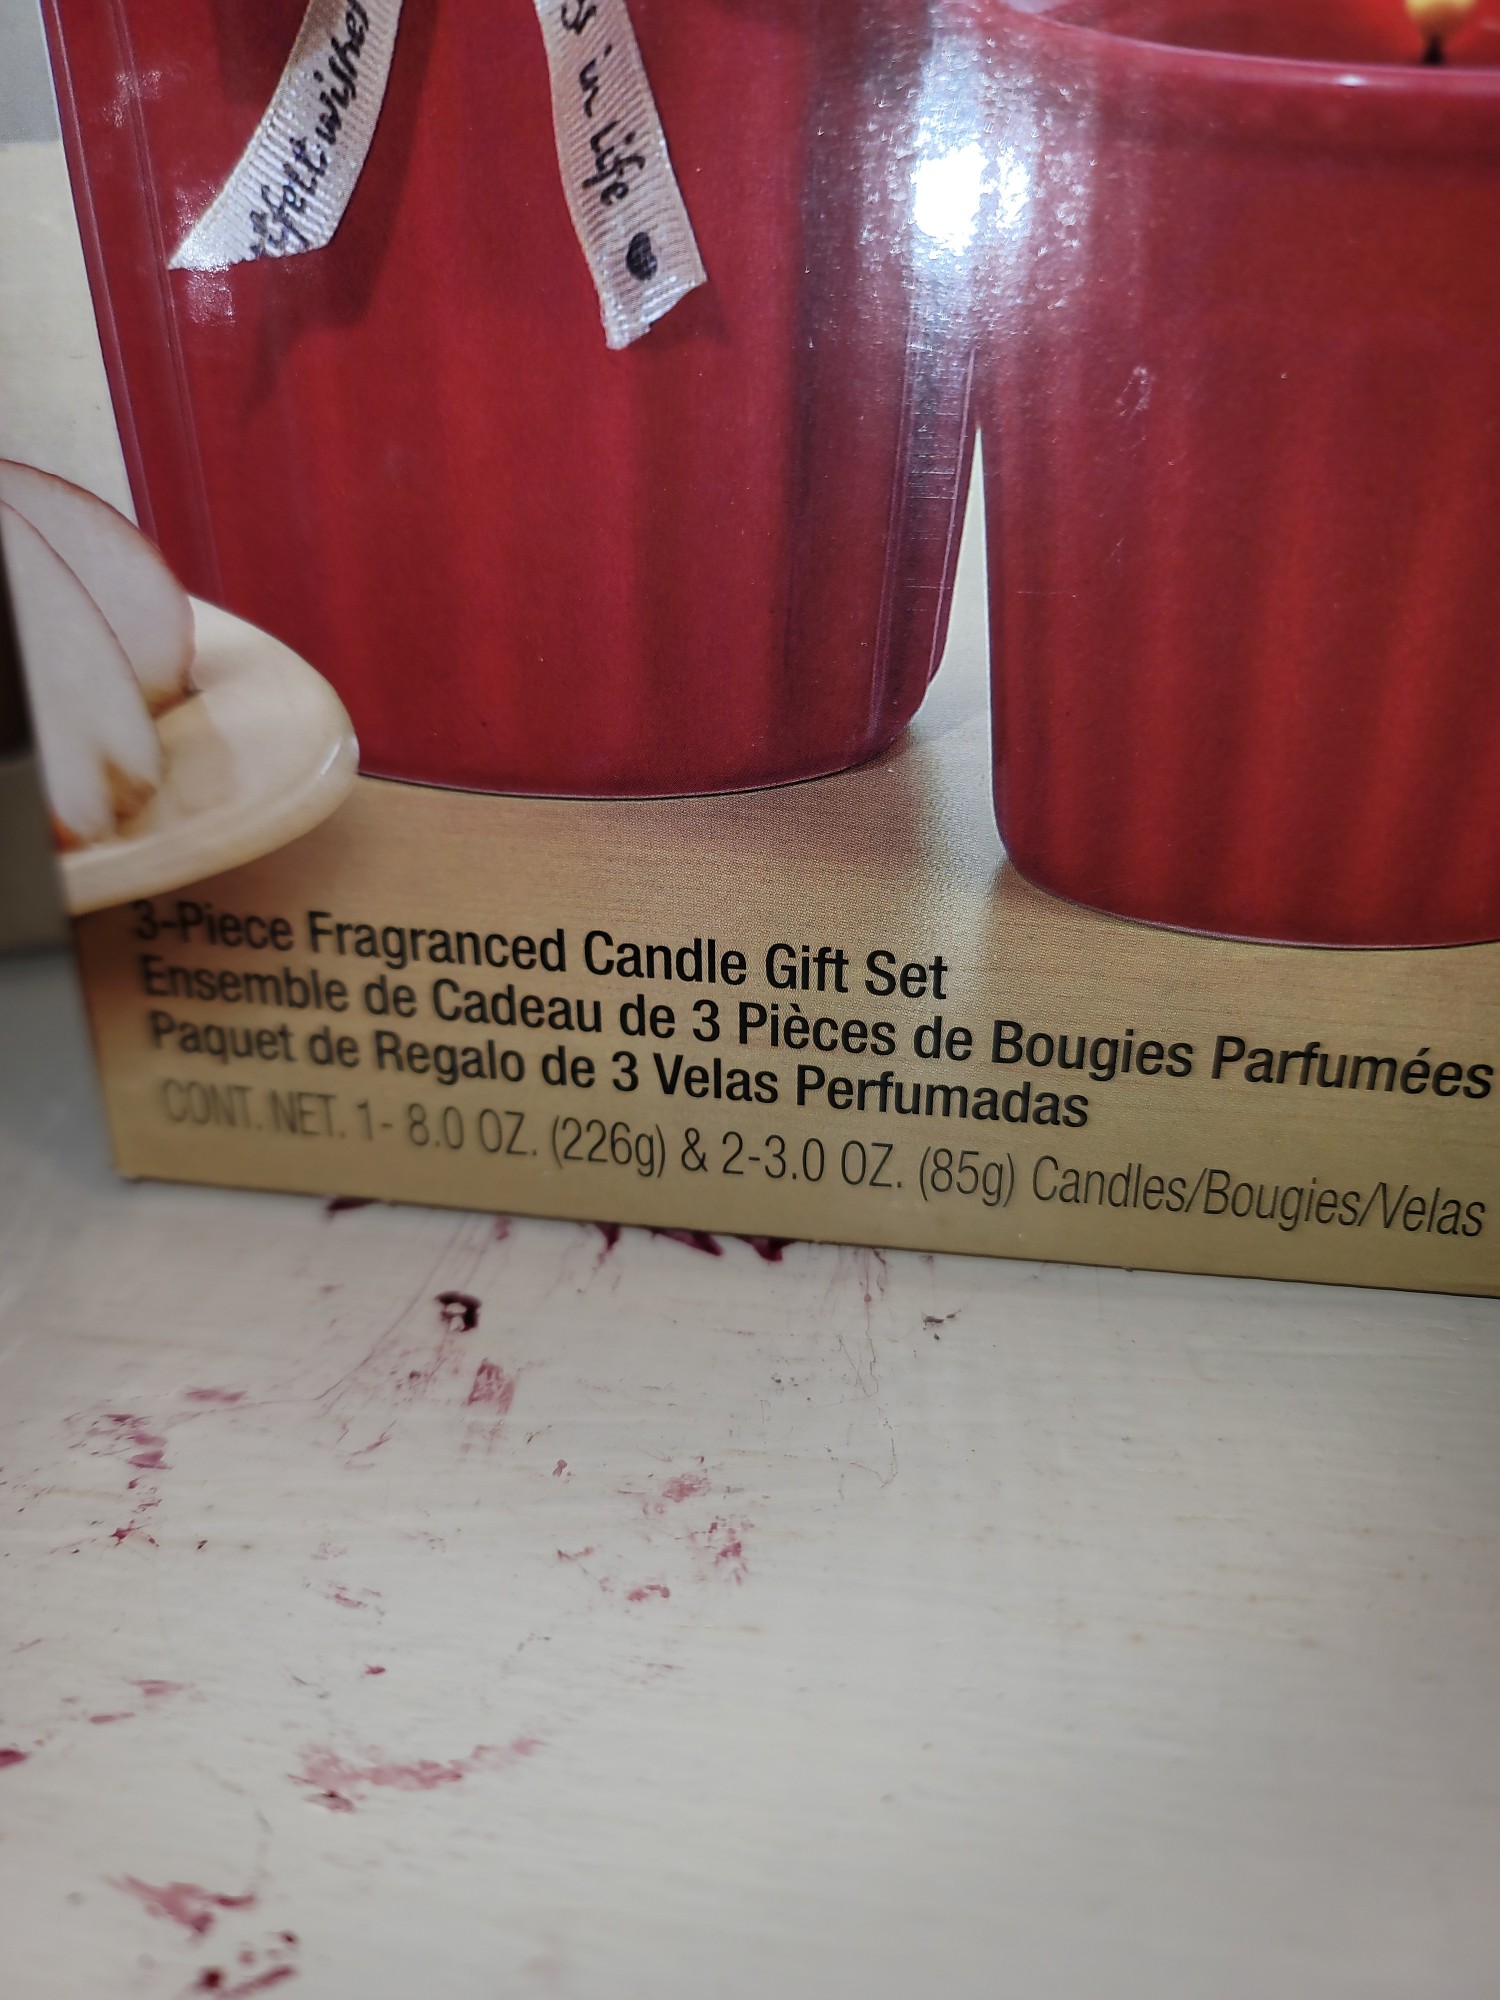 wishes
in Life
3-Piece Fragranced Candle Gift Set
Ensemble de Cadeau de 3 Pièces de Bougies Parfumées
Paquet de Regalo de 3 Velas Perfumadas
CONT. NET. 1- 8.0 OZ. (226g) & 2-3.0 OZ. (85g) Candles/Bougies/Velas